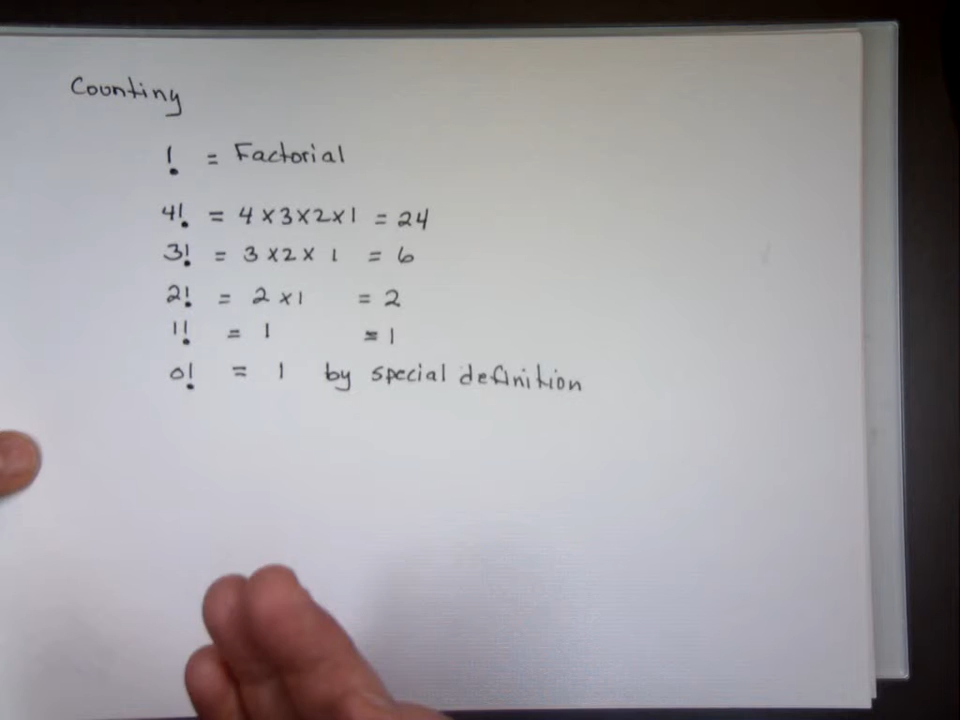 Counting
! = Factorial
4! = 4 x 3 x 2 x 1 = 24
3! = 3 x 2 x 1 = 6
2! = 2 x 1 = 2
1! = 1 = 1
0! = 1 by special definition